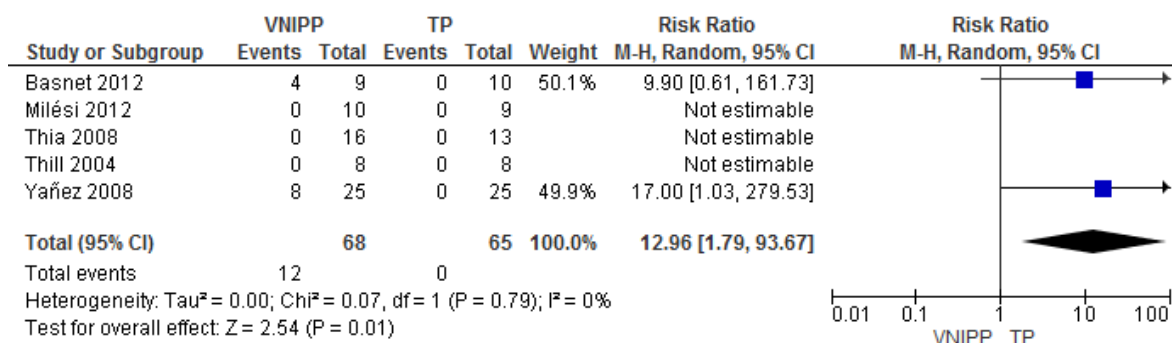 VNIPP TP Risk Ratio Risk Ratio
Study or Subgroup Events Total Events Total Weight M-H, Random, 95% CI M-H, Random, 95% CI
Basnet 2012 4 9 0 10 50.1% 9.90 [0.61, 161.73]
Milési 2012 0 10 0 9 Not estimable
Thia 2008 0 16 0 13 Not estimable
Thill 2004 0 8 0 8 Not estimable
Yañez 2008 8 25 0 25 49.9% 17.00 [1.03, 279.53]
Total (95% CI) 68 65 100.0% 12.96 [1.79, 93.67]
Total events 12 0
Heterogeneity: Tau² = 0.00; Chi² = 0.07, df = 1 (P = 0.79); I² = 0%
Test for overall effect: Z = 2.54 (P = 0.01)
0.01 0.1 1 10 100
VNIPP TP